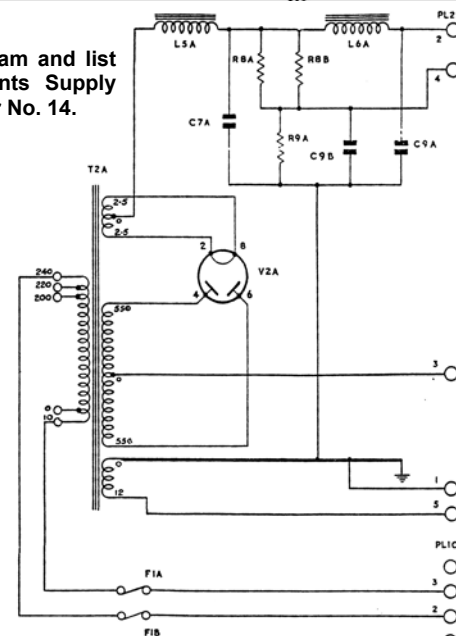 am and list
nts Supply
y No. 14.
PL2
L5A
L6A
2
R8A
R8B
4
C7A
R9A
C9B
C9A
T2A
2.5
0
2.5
2
8
V2A
240
220
200
4
6
550
0
3
0
10
550
0
12
1
5
PL1C
F1A
3
F1B
2